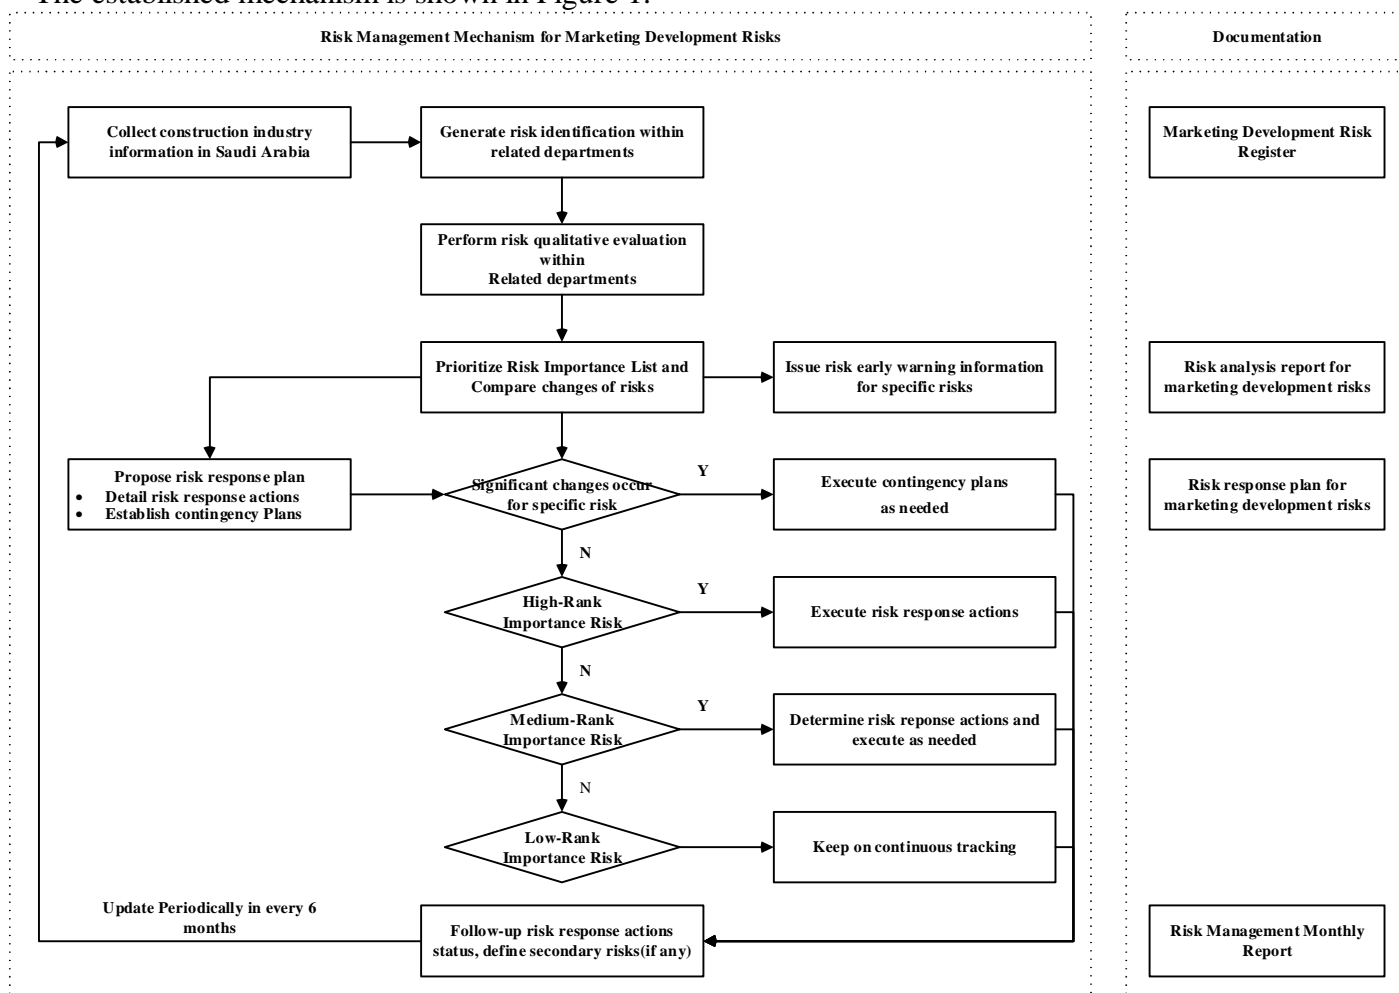 The established mechanism is shown in Figure 1.
Risk Management Mechanism for Marketing Development Risks
Documentation
Collect construction industry
information in Saudi Arabia
Generate risk identification within
related departments
Marketing Development Risk
Register
Perform risk qualitative evaluation
within
Related departments
Prioritize Risk Importance List and
Compare changes of risks
Issue risk early warning information
for specific risks
Risk analysis report for
marketing development risks
Propose risk response plan
• Detail risk response actions
• Establish contingency Plans
Significant changes occur
for specific risk
Y
Execute contingency plans
as needed
Risk response plan for
marketing development risks
N
High-Rank
Importance Risk
Y
Execute risk response actions
N
Medium-Rank
Importance Risk
Y
Determine risk reponse actions and
execute as needed
N
Low-Rank
Importance Risk
Keep on continuous tracking
Update Periodically in every 6
months
Follow-up risk response actions
status, define secondary risks(if any)
Risk Management Monthly
Report